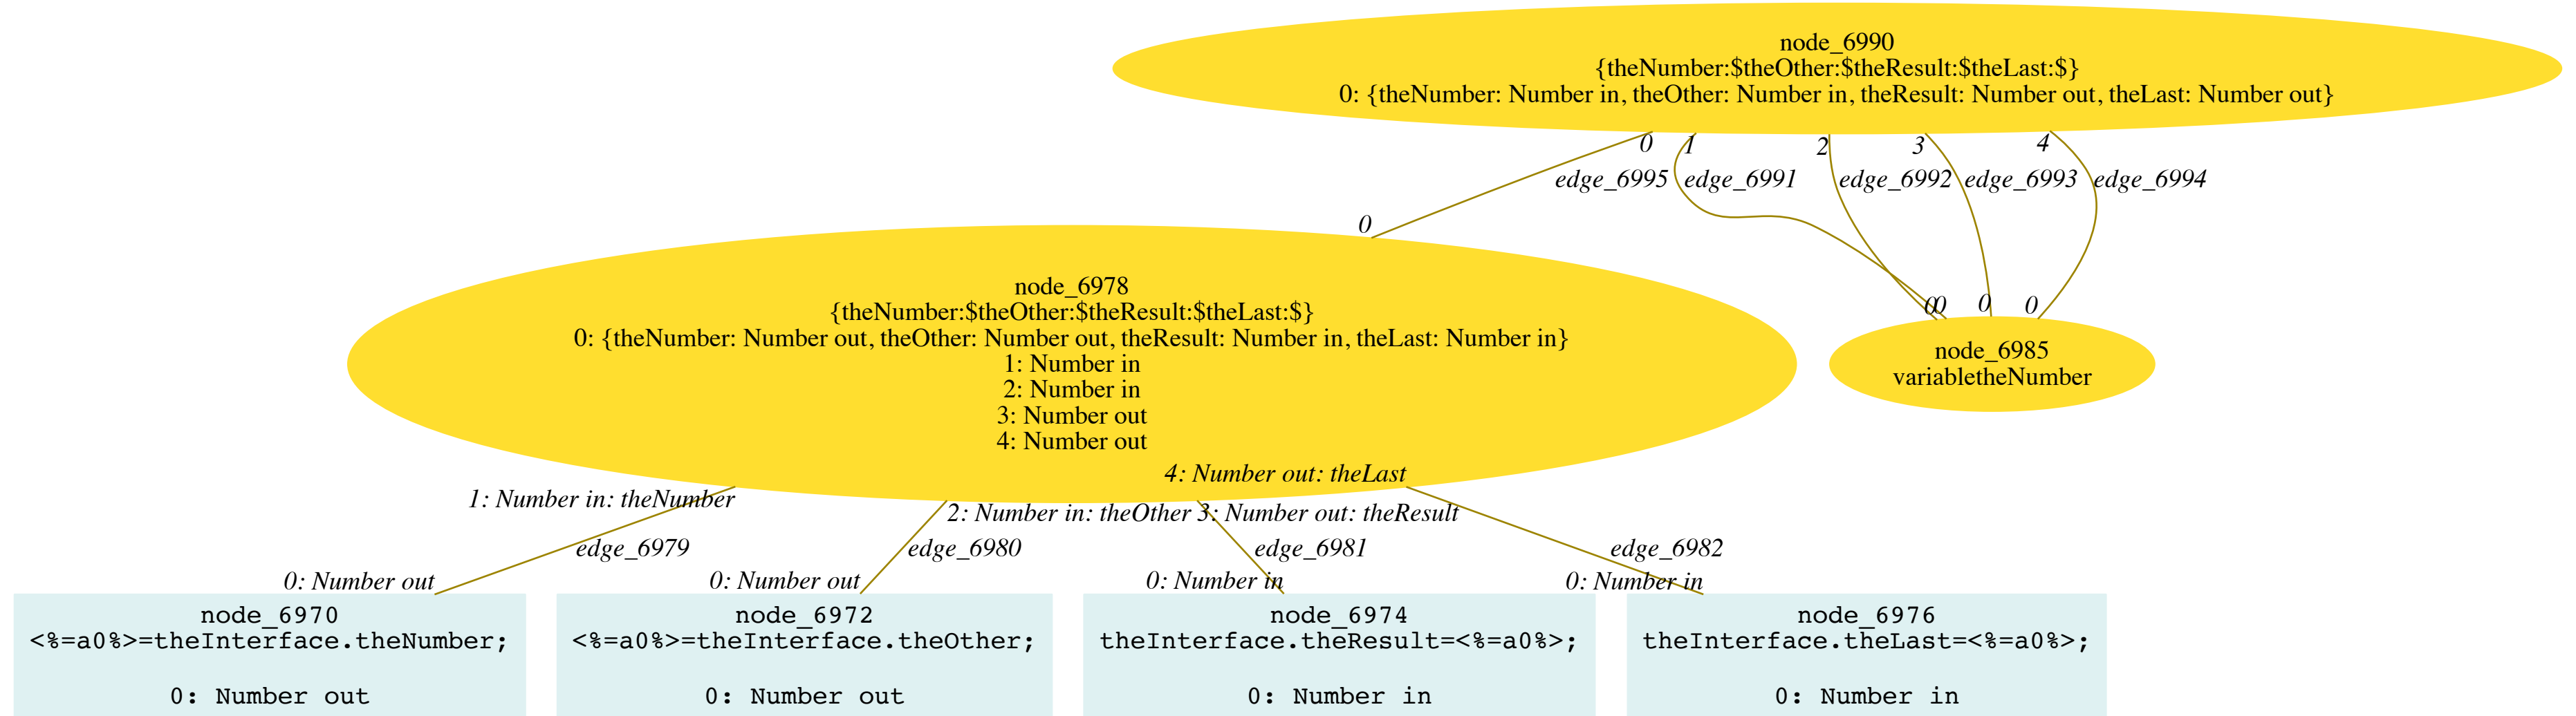 node_6990
{theNumber:$theOther:$theResult:$theLast:$}
0: {theNumber: Number in, theOther: Number in, theResult: Number out, theLast: Number out}
0
1
2
3
4
edge_6995
edge_6991
edge_6992
edge_6993
edge_6994
0
node_6978
{theNumber:$theOther:$theResult:$theLast:$}
0: {theNumber: Number out, theOther: Number out, theResult: Number in, theLast: Number in}
1: Number in
2: Number in
3: Number out
4: Number out
0
0
0
0
node_6985
variabletheNumber
4: Number out: theLast
1: Number in: theNumber
2: Number in: theOther
3: Number out: theResult
edge_6979
edge_6980
edge_6981
edge_6982
0: Number out
0: Number out
0: Number in
0: Number in
node_6970
<%=a0%>=theInterface.theNumber;
0: Number out
node_6972
<%=a0%>=theInterface.theOther;
0: Number out
node_6974
theInterface.theResult=<%=a0%>;
0: Number in
node_6976
theInterface.theLast=<%=a0%>;
0: Number in